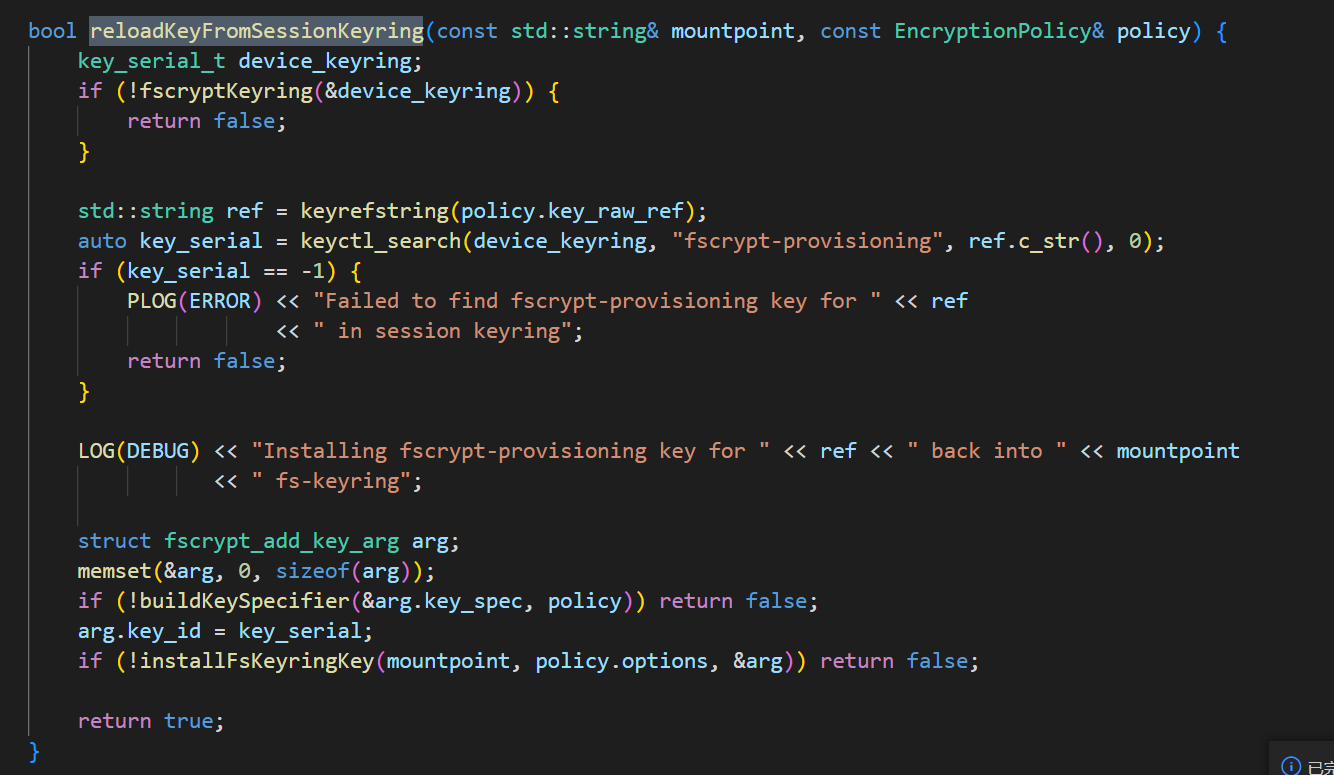 bool reloadKeyFromSessionKeyring(const std::string& mountpoint, const EncryptionPolicy& policy) {
    key_serial_t device_keyring;
    if (!fscryptKeyring(&device_keyring)) {
        return false;
    }

    std::string ref = keyrefstring(policy.key_raw_ref);
    auto key_serial = keyctl_search(device_keyring, "fscrypt-provisioning", ref.c_str(), 0);
    if (key_serial == -1) {
        PLOG(ERROR) << "Failed to find fscrypt-provisioning key for " << ref
                    << " in session keyring";
        return false;
    }

    LOG(DEBUG) << "Installing fscrypt-provisioning key for " << ref << " back into " << mountpoint
               << " fs-keyring";

    struct fscrypt_add_key_arg arg;
    memset(&arg, 0, sizeof(arg));
    if (!buildKeySpecifier(&arg.key_spec, policy)) return false;
    arg.key_id = key_serial;
    if (!installFsKeyringKey(mountpoint, policy.options, &arg)) return false;

    return true;
}
已